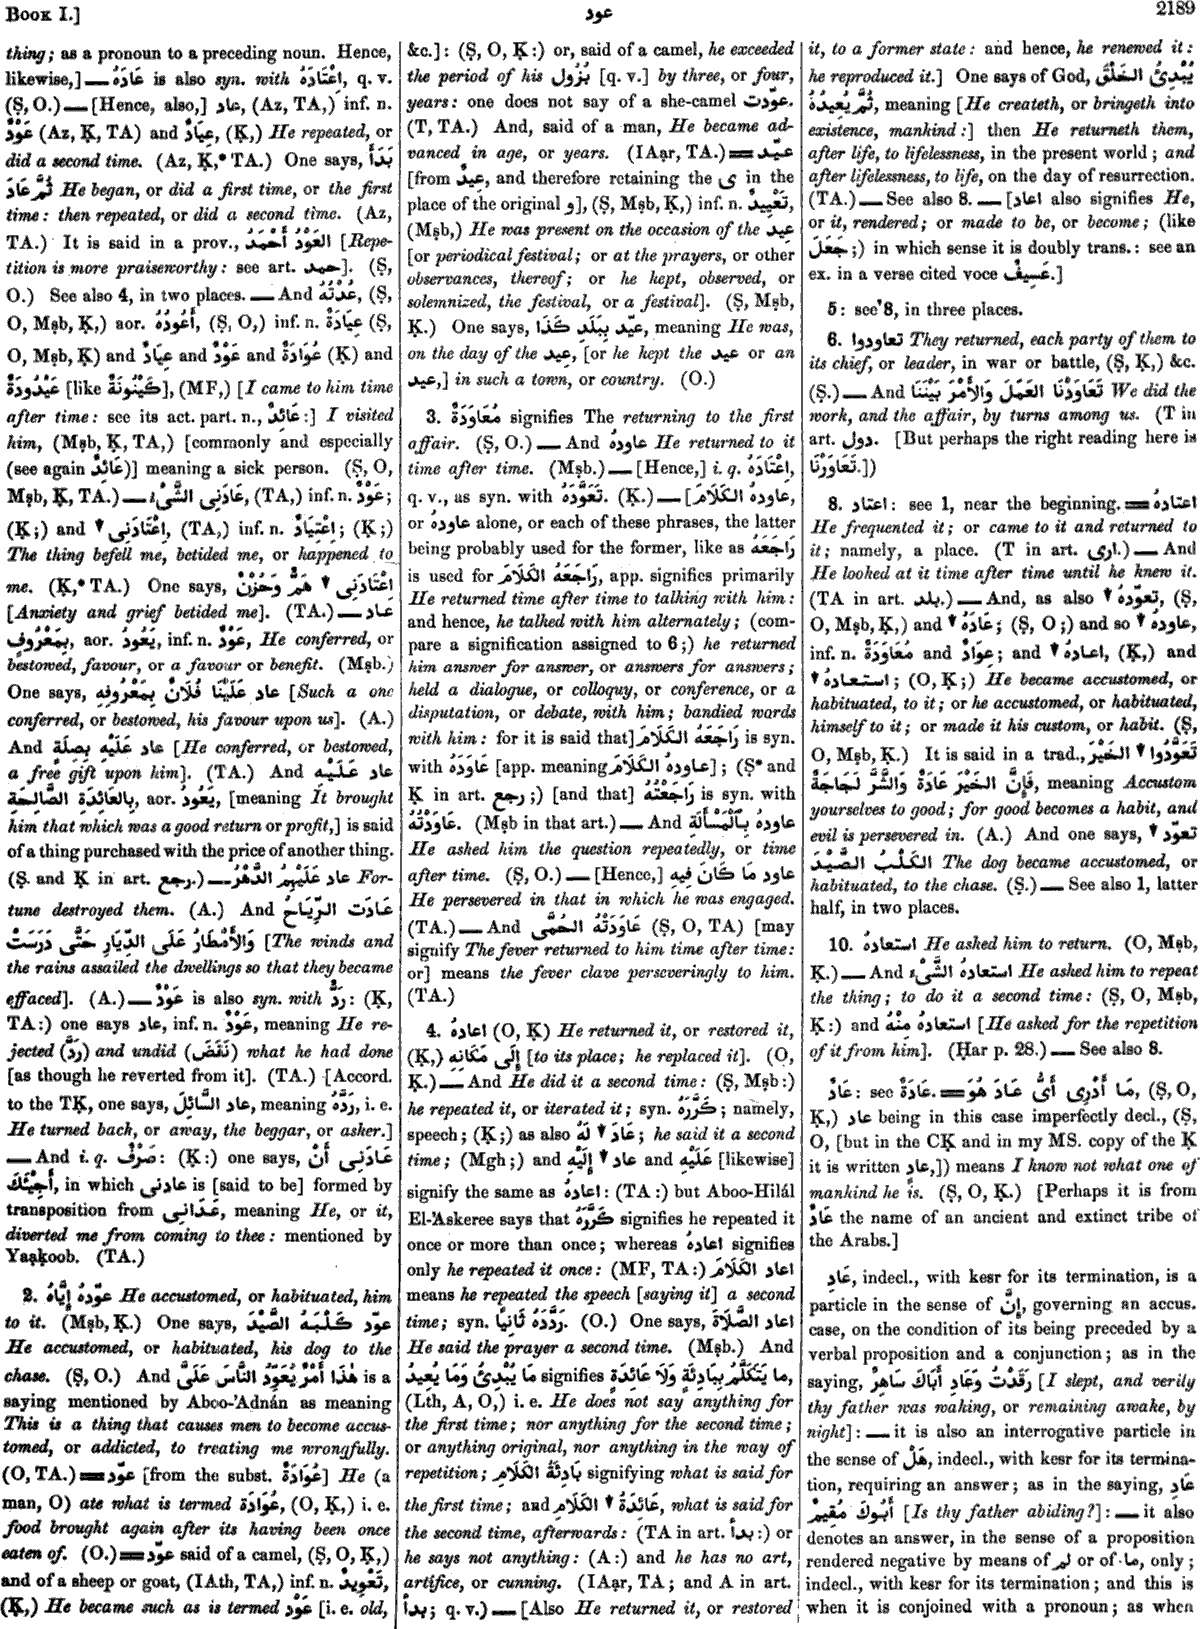 BOOK I.]
عود
2189
thing; as a pronoun to a preceding noun. Hence,
likewise,] — عَادَهُ is also syn. with اِعْتَادَهُ, q. v.
(Ṣ, O.) — [Hence, also,] عاد, (Az, TA,) inf. n.
عَوْدٌ (Az, Ḳ, TA) and عِيَادٌ, (Ḳ,) He repeated, or
did a second time. (Az, Ḳ,* TA.) One says, بَدَأَ
ثُمَّ عَادَ He began, or did a first time, or the first
time: then repeated, or did a second time. (Az,
TA.) It is said in a prov., العَوْدُ أَحْمَدُ [Repe-
tition is more praiseworthy: see art. حمد]. (Ṣ,
O.) See also 4, in two places. — And عُدْتُهُ, (Ṣ,
O, Mṣb, Ḳ,) aor. أَعُودُهُ, (Ṣ, O,) inf. n. عِيَادَةٌ (Ṣ,
O, Mṣb, Ḳ) and عِيَادٌ and عَوْدٌ and عُوَادَةٌ (Ḳ) and
عَيْدُودَةٌ [like كَيْنُونَةٌ], (MF,) [I came to him time
after time: see its act. part. n., عَائِدٌ:] I visited
him, (Mṣb, Ḳ, TA,) [commonly and especially
(see again عَائِدٌ)] meaning a sick person. (Ṣ, O,
Mṣb, Ḳ, TA.) — عَادَنِى الشَّىْءُ, (TA,) inf. n. عَوْدٌ;
(Ḳ;) and ↓ اِعْتَادَنِى, (TA,) inf. n. اِعْتِيَادٌ; (Ḳ;)
The thing befell me, betided me, or happened to
me. (Ḳ,* TA.) One says, اِعْتَادَنِى ↓ هَمٌّ وَحُزْنٌ
[Anxiety and grief betided me]. (TA.) — عاد
بِمَعْرُوفٍ, aor. يَعُودُ, inf. n. عَوْدٌ, He conferred, or
bestowed, favour, or a favour or benefit. (Mṣb.)
One says, عاد عَلَيْنَا فُلَانٌ بِمَعْرُوفِهِ [Such a one
conferred, or bestowed, his favour upon us]. (A.)
And عاد عَلَيْهِ بِصِلَةٍ [He conferred, or bestowed,
a free gift upon him]. (TA.) And عاد عَلَيْهِ
بِالعَائِدَةِ الصَّالِحَةِ, aor. يَعُودُ, [meaning It brought
him that which was a good return or profit,] is said
of a thing purchased with the price of another thing.
(Ṣ and Ḳ in art. رجع.) — عاد عَلَيْهِمُ الدَّهْرُ For-
tune destroyed them. (A.) And عَادَتِ الرِّيَاحُ
وَالأَمْطَارُ عَلَى الدِّيَارِ حَتَّى دَرَسَتْ [The winds and
the rains assailed the dwellings so that they became
effaced]. (A.) — عَوْدٌ is also syn. with رَدٌّ: (Ḳ,
TA:) one says عاد, inf. n. عَوْدٌ, meaning He re-
jected (رَدَّ) and undid (نَقَضَ) what he had done
[as though he reverted from it]. (TA.) [Accord.
to the TḲ, one says, عاد السَّائِلَ, meaning رَدَّهُ, i. e.
He turned back, or away, the beggar, or asker.]
— And i. q. صَرْفٌ: (Ḳ:) one says, عَادَنِى أَنْ
أَجِيْئَكَ, in which عادنى is [said to be] formed by
transposition from عَدَانِى, meaning He, or it,
diverted me from coming to thee: mentioned by
Yaạḳoob. (TA.)
2. عوّدهُ إِيَّاهُ He accustomed, or habituated, him
to it. (Mṣb, Ḳ.) One says, عوّد كَلْبَهُ الصَّيْدَ
He accustomed, or habituated, his dog to the
chase. (Ṣ, O.) And هٰذَا أَمْرٌ يُعَوِّدُ النَّاسَ عَلَىَّ is a
saying mentioned by Aboo-'Adnán as meaning
This is a thing that causes men to become accus-
tomed, or addicted, to treating me wrongfully.
(O, TA.) = عوّد [from the subst. عُوَادَةٌ] He (a
man, O) ate what is termed عُوَادَة, (O, Ḳ,) i. e.
food brought again after its having been once
eaten of. (O.) = عوّد said of a camel, (Ṣ, O, Ḳ,)
and of a sheep or goat, (IAth, TA,) inf. n. تَعْوِيدٌ,
(Ḳ,) He became such as is termed عَوْد [i. e. old,
&c.]: (Ṣ, O, Ḳ:) or, said of a camel, he exceeded
the period of his بُزُول [q. v.] by three, or four,
years: one does not say of a she-camel عوّدت.
(T, TA.) And, said of a man, He became ad-
vanced in age, or years. (IAạr, TA.) = عيّد
[from عِيدٌ, and therefore retaining the ى in the
place of the original و], (Ṣ, Mṣb, Ḳ,) inf. n. تَعْيِيدٌ,
(Mṣb,) He was present on the occasion of the عِيد
[or periodical festival; or at the prayers, or other
observances, thereof; or he kept, observed, or
solemnized, the festival, or a festival]. (Ṣ, Mṣb,
Ḳ.) One says, عيّد بِبَلَدِ كَذَا, meaning He was,
on the day of the عيد, [or he kept the عيد or an
عيد,] in such a town, or country. (O.)
3. مُعَاوَدَةٌ signifies The returning to the first
affair. (Ṣ, O.) — And عاودهُ He returned to it
time after time. (Mṣb.) — [Hence,] i. q. اِعْتَادَهُ,
q. v., as syn. with تَعَوَّدَهُ. (Ḳ.) — [عاودهُ الكَلَامَ,
or عاودهُ alone, or each of these phrases, the latter
being probably used for the former, like as رَاجَعَهُ
is used for رَاجَعَهُ الكَلَامَ, app. signifies primarily
He returned time after time to talking with him:
and hence, he talked with him alternately; (com-
pare a signification assigned to 6;) he returned
him answer for answer, or answers for answers;
held a dialogue, or colloquy, or conference, or a
disputation, or debate, with him; bandied words
with him: for it is said that] رَاجَعَهُ الكَلَامَ is syn.
with عَاوَدَهُ [app. meaning عاودهُ الكَلَامَ]; (Ṣ* and
Ḳ in art. رجع;) [and that] رَاجَعْتُهُ is syn. with
عَاوَدْتُهُ. (Mṣb in that art.) — And عاودهُ بِالْمَسْأَلَةِ
He asked him the question repeatedly, or time
after time. (Ṣ, O.) — [Hence,] عاود مَا كَانَ فِيهِ
He persevered in that in which he was engaged.
(TA.) — And عَاوَدَتْهُ الحُمَّى (Ṣ, O, TA) [may
signify The fever returned to him time after time:
or] means the fever clave perseveringly to him.
(TA.)
4. اعادهُ (O, Ḳ) He returned it, or restored it,
(Ḳ,) إِلَى مَكَانِهِ [to its place; he replaced it]. (O,
Ḳ.) — And He did it a second time: (Ṣ, Mṣb:)
he repeated it, or iterated it; syn. كَرَّرَهُ; namely,
speech; (Ḳ;) as also عَادَ ↓ لَهُ; he said it a second
time; (Mgh;) and عاد ↓ إِلَيْهِ and عَلَيْهِ [likewise]
signify the same as اعادهُ: (TA:) but Aboo-Hilál
El-'Askeree says that كَرَّرَهُ signifies he repeated it
once or more than once; whereas اعادهُ signifies
only he repeated it once: (MF, TA:) اعاد الكَلَامَ
means he repeated the speech [saying it] a second
time; syn. رَدَّدَهُ ثَانِيًا. (O.) One says, اعاد الصَّلَاةَ
He said the prayer a second time. (Mṣb.) And
مَا يَتَكَلَّمُ بِبَادِئَةٍ وَلَا عَائِدَةٍ signifies مَا يُبْدِئُ وَمَا يُعِيدُ,
(Lth, A, O,) i. e. He does not say anything for
the first time; nor anything for the second time;
or anything original, nor anything in the way of
repetition; بَادِئَةُ الكَلَامِ signifying what is said for
the first time; and عَائِدَةُ ↓ الكَلَامِ, what is said for
the second time, afterwards: (TA in art. بدأ:) or
he says not anything: (A:) and he has no art,
artifice, or cunning. (IAạr, TA; and A in art.
بدأ; q. v.) — [Also He returned it, or restored
it, to a former state: and hence, he renewed it:
he reproduced it.] One says of God, يُبْدِئُ الخَلْقَ
ثُمَّ يُعِيدُهُ, meaning [He createth, or bringeth into
existence, mankind:] then He returneth them,
after life, to lifelessness, in the present world; and
after lifelessness, to life, on the day of resurrection.
(TA.) — See also 8. — [اعاد also signifies He,
or it, rendered; or made to be, or become; (like
جَعَلَ;) in which sense it is doubly trans.: see an
ex. in a verse cited voce عَسِيفٌ.]
5: see 8, in three places.
6. تعاودوا They returned, each party of them to
its chief, or leader, in war or battle, (Ṣ, Ḳ,) &c.
(Ṣ.) — And تَعَاوَدْنَا العَمَلَ وَالأَمْرَ بَيْنَنَا We did the
work, and the affair, by turns among us. (T in
art. دول. [But perhaps the right reading here is
تَعَاوَرْنَا.])
8. اعتاد: see 1, near the beginning. = اعتادهُ
He frequented it; or came to it and returned to
it; namely, a place. (T in art. ارى.) — And
He looked at it time after time until he knew it.
(TA in art. بلد.) — And, as also ↓ تعوّدهُ, (Ṣ,
O, Mṣb, Ḳ,) and ↓ عَادَهُ; (Ṣ, O;) and so ↓ عاودهُ,
inf. n. مُعَاوَدَةٌ and عِوَادٌ; and ↓ اعادهُ, (Ḳ,) and
↓ استعادهُ; (O, Ḳ;) He became accustomed, or
habituated, to it; or he accustomed, or habituated,
himself to it; or made it his custom, or habit. (Ṣ,
O, Mṣb, Ḳ.) It is said in a trad., تَعَوَّدُوا ↓ الخَيْرَ
فَإِنَّ الخَيْرَ عَادَةٌ وَالشَّرَّ لَجَاجَةٌ, meaning Accustom
yourselves to good; for good becomes a habit, and
evil is persevered in. (A.) And one says, ↓ تعوّد
الكَلْبُ الصَّيْدَ The dog became accustomed, or
habituated, to the chase. (Ṣ.) — See also 1, latter
half, in two places.
10. استعادهُ He asked him to return. (O, Mṣb,
Ḳ.) — And استعادهُ الشَّىْءَ He asked him to repeat
the thing; to do it a second time: (Ṣ, O, Mṣb,
Ḳ:) and استعادهُ مِنْهُ [He asked for the repetition
of it from him]. (Ḥar p. 28.) — See also 8.
عَادٌ: see عَادَةٌ. = مَا أَدْرِى أَىُّ عَادَ هُوَ, (Ṣ, O,
Ḳ,) عاد being in this case imperfectly decl., (Ṣ,
O, [but in the CḲ and in my MS. copy of the Ḳ
it is written عادٍ,]) means I know not what one of
mankind he is. (Ṣ, O, Ḳ.) [Perhaps it is from
عَادٌ the name of an ancient and extinct tribe of
the Arabs.]
عَادِ, indecl., with kesr for its termination, is a
particle in the sense of إِنَّ, governing an accus.
case, on the condition of its being preceded by a
verbal proposition and a conjunction; as in the
saying, رَقَدْتُ وَعَادِ أَبَاكَ سَاهِرٌ [I slept, and verily
thy father was waking, or remaining awake, by
night]: — it is also an interrogative particle in
the sense of هَلْ, indecl., with kesr for its termina-
tion, requiring an answer; as in the saying, عَادِ
أَبُوكَ مُقِيمٌ [Is thy father abiding?]: — it also
denotes an answer, in the sense of a proposition
rendered negative by means of لم or of ما, only;
indecl., with kesr for its termination; and this is
when it is conjoined with a pronoun; as when